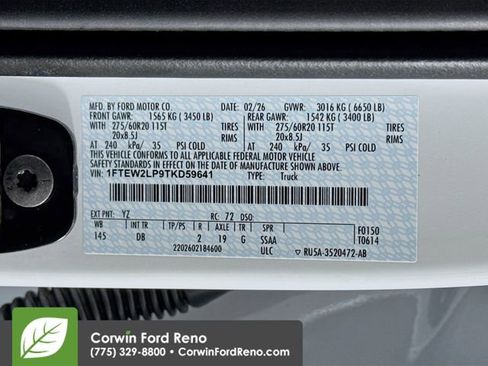 MFD. BY FORD MOTOR CO. 02/26 GVWR: 3016 KG ( 6650 LB)
FRONT GAWR: 1565 KG ( 3450 LB) REAR GAWR: 1542 KG ( 3400 LB)
WITH 275/60R20 115T TIRES WITH 275/60R20 115T TIRES
20x8.5J RIMS 20x8.5J RIMS
AT 240 kPa/ 35 PSI COLD AT 240 kPa/ 35 PSI COLD
THIS VEHICLE CONFORMS TO ALL APPLICABLE FEDERAL MOTOR VEHICLE
SAFETY STANDARDS IN EFFECT ON THE DATE OF MANUFACTURE SHOWN ABOVE.
VIN: 1FTEW2LP9TKD59641 TYPE: Truck
EXT PNT: YZ RC: 72 DSO:
WB INT TR TP/PS R AXLE TR SPR F0150
145 DB 2 19 G SSAA T0614
2202602184600 ULC RU5A-3520472-AB
Corwin Ford Reno
(775) 329-8800 • CorwinFordReno.com